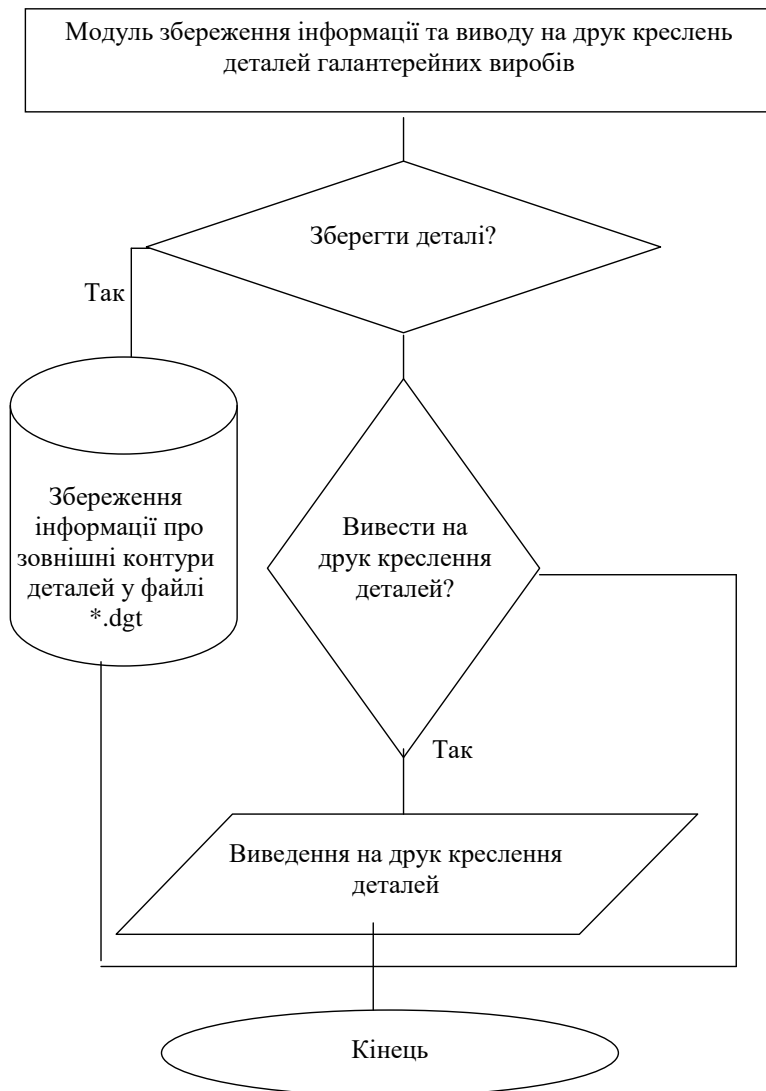 Модуль збереження інформації та виводу на друк креслень
деталей галантерейних виробів
Зберегти деталі?
Так
Збереження
інформації про
зовнішні контури
деталей у файлі
*.dgt
Вивести на
друк креслення
деталей?
Так
Виведення на друк креслення
деталей
Кінець